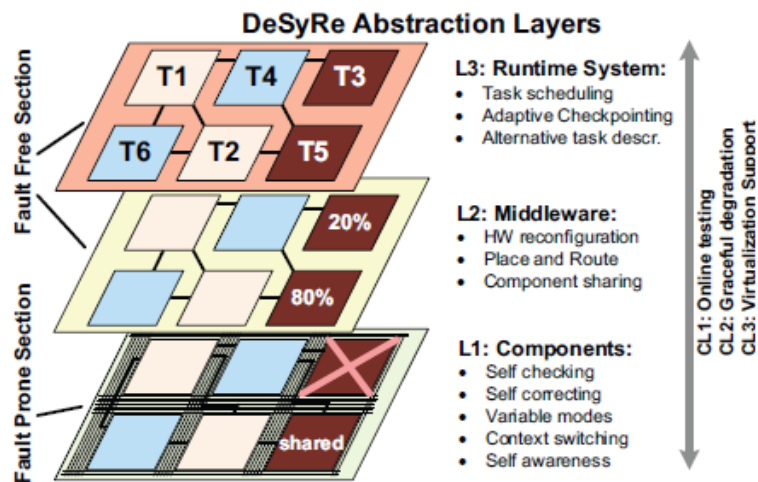 DeSyRe Abstraction Layers
Fault Free Section
T1
T4
T3
T6
T2
T5
L3: Runtime System:
• Task scheduling
• Adaptive Checkpointing
• Alternative task descr.
20%
80%
L2: Middleware:
• HW reconfiguration
• Place and Route
• Component sharing
Fault Prone Section
shared
L1: Components:
• Self checking
• Self correcting
• Variable modes
• Context switching
• Self awareness
CL1: Online testing
CL2: Graceful degradation
CL3: Virtualization Support